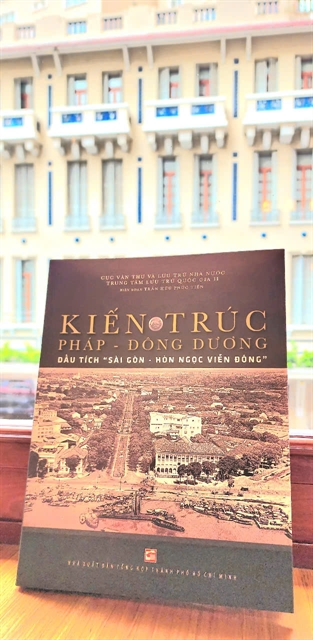 CỤC VĂN THƯ VÀ LƯU TRỮ NHÀ NƯỚC
TRUNG TÂM LƯU TRỮ QUỐC GIA II
KIẾN TRÚC
PHÁP - ĐÔNG DƯƠNG
DẤU TÍCH "SÀI GÒN - HÒN NGỌC VIỄN ĐÔNG"
NHÀ XUẤT BẢN TỔNG HỢP THÀNH PHỐ HỒ CHÍ MINH